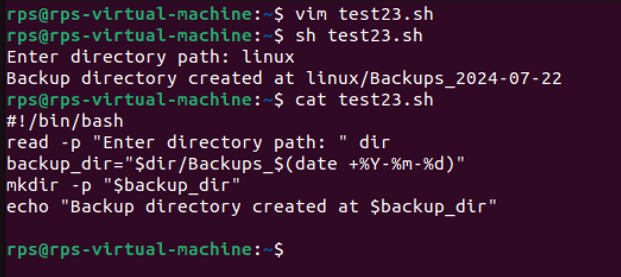 rps@rps-virtual-machine:~$ vim test23.sh
rps@rps-virtual-machine:~$ sh test23.sh
Enter directory path: linux
Backup directory created at linux/Backups_2024-07-22
rps@rps-virtual-machine:~$ cat test23.sh
#!/bin/bash
read -p "Enter directory path: " dir
backup_dir="$dir/Backups_$(date +%Y-%m-%d)"
mkdir -p "$backup_dir"
echo "Backup directory created at $backup_dir"
rps@rps-virtual-machine:~$